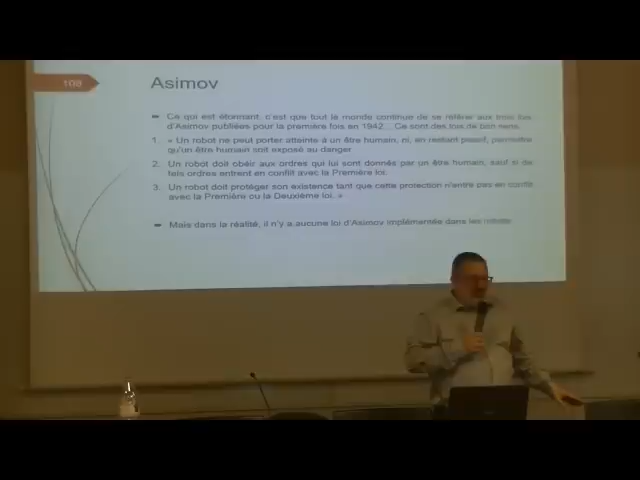 108
Asimov
Ce qui est étonnant, c'est que tout le monde continue de se référer aux trois lois
d'Asimov publiées pour la première fois en 1942... Ce sont des lois de bon sens.
1. « Un robot ne peut porter atteinte à un être humain, ni, en restant passif, permettre
qu'un être humain soit exposé au danger
2. Un robot doit obéir aux ordres qui lui sont donnés par un être humain, sauf si de
tels ordres entrent en conflit avec la Première loi.
3. Un robot doit protéger son existence tant que cette protection n'entre pas en conflit
avec la Première ou la Deuxième loi. »
Mais dans la réalité, il n'y a aucune loi d'Asimov implémentée dans les robots